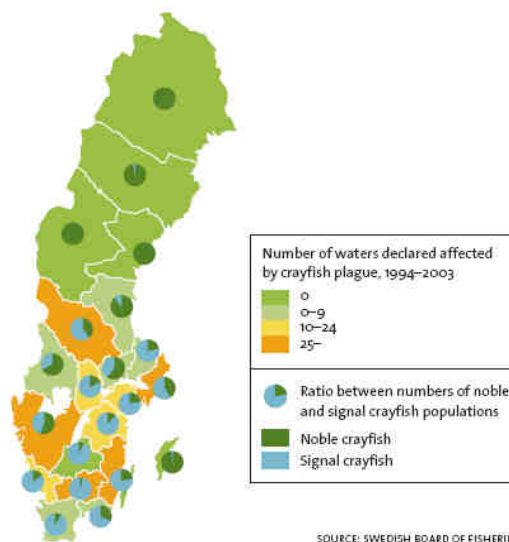 Number of waters declared affected
by crayfish plague, 1994–2003
0
0–9
10–24
25–
Ratio between numbers of noble
and signal crayfish populations
Noble crayfish
Signal crayfish
SOURCE: SWEDISH BOARD OF FISHERI